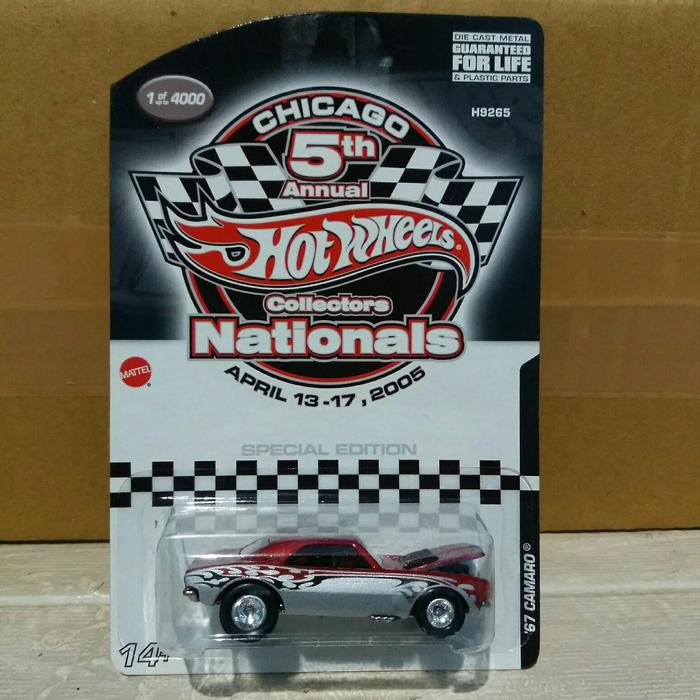 DIE CAST METAL
GUARANTEED
FOR LIFE
& PLASTIC PARTS
1 of up to 4000
H9265
CHICAGO
5th
Annual
Hot Wheels®
Collectors
Nationals
APRIL 13-17, 2005
MATTEL
SPECIAL EDITION
'67 CAMARO®
14+